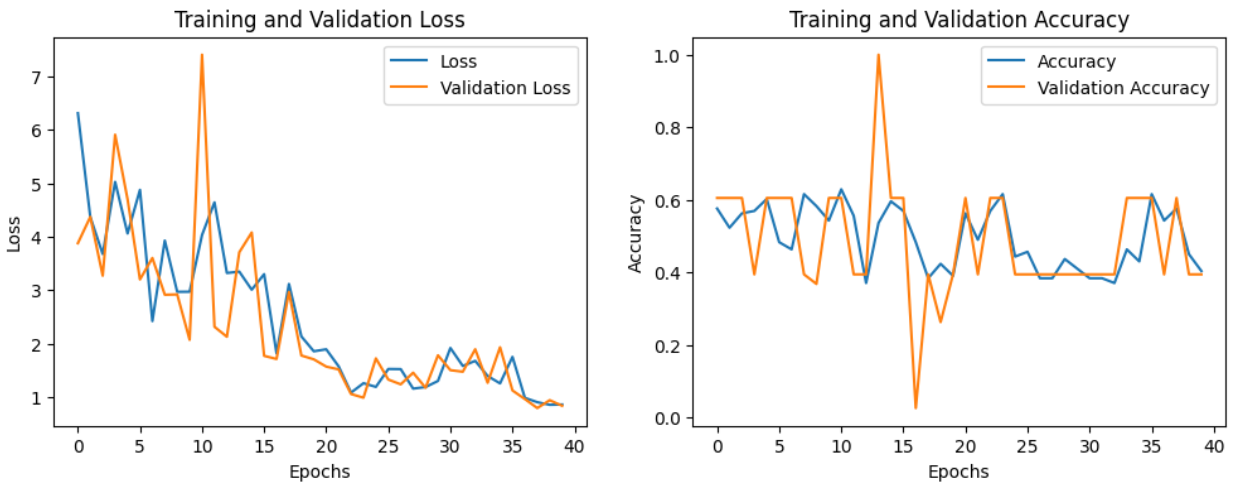 Training and Validation Loss
Loss
Validation Loss
7
6
5
4
3
2
1
Loss
0 5 10 15 20 25 30 35 40
Epochs
Training and Validation Accuracy
Accuracy
Validation Accuracy
1.0
0.8
0.6
0.4
0.2
0.0
Accuracy
0 5 10 15 20 25 30 35 40
Epochs